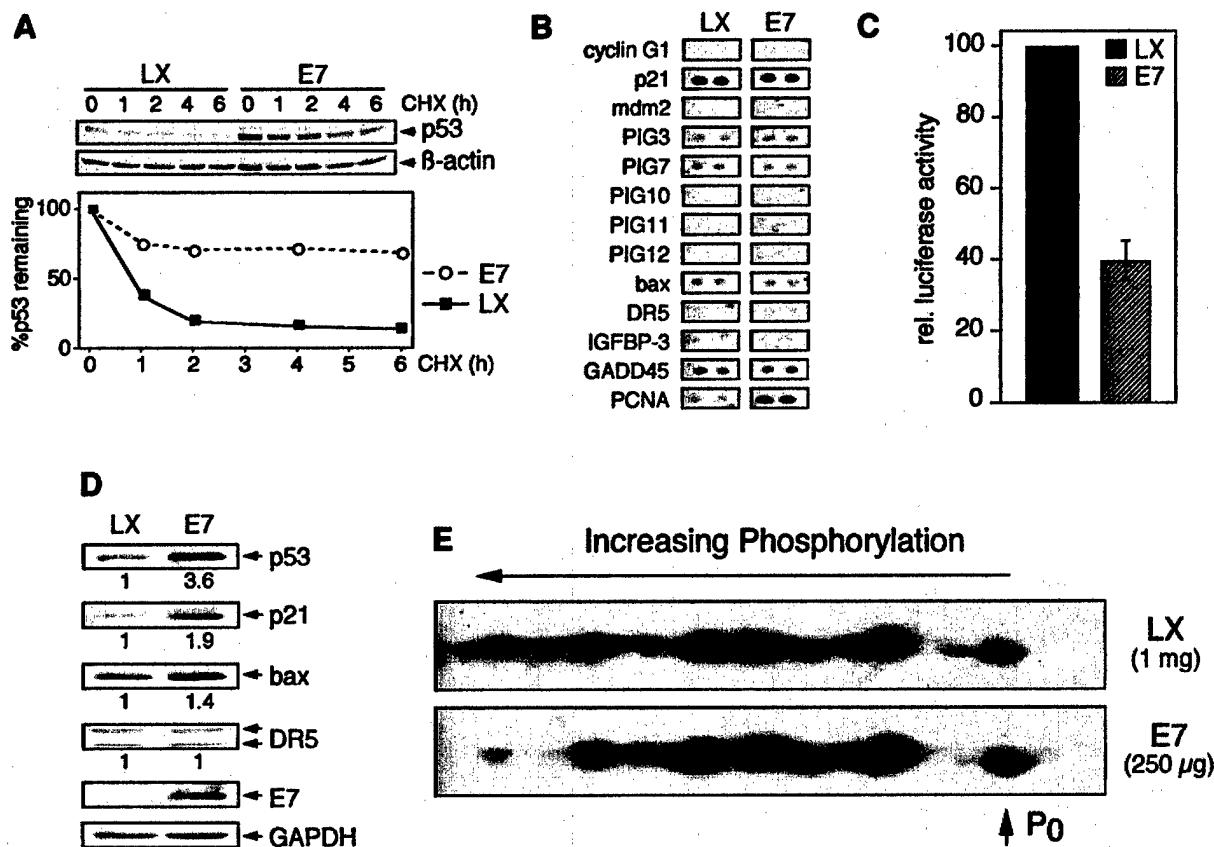 A
LX E7
0 1 2 4 6 0 1 2 4 6 CHX (h)
p53
ß-actin
%p53 remaining
100
50
0
0 1 2 3 4 5 6
CHX (h)
E7
LX
B
LX E7
cyclin G1
p21
mdm2
PIG3
PIG7
PIG10
PIG11
PIG12
bax
DR5
IGFBP-3
GADD45
PCNA
C
rel. luciferase activity
100
80
60
40
20
0
LX
E7
D
LX E7
p53
1 3.6
p21
1 1.9
bax
1 1.4
DR5
1 1
E7
GAPDH
E
Increasing Phosphorylation
LX
(1 mg)
E7
(250 µg)
P0